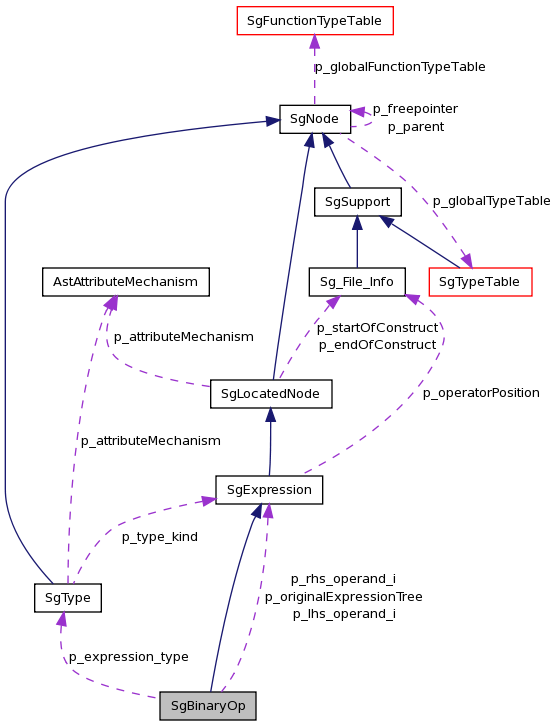 SgFunctionTypeTable
p_globalFunctionTypeTable
SgNode
p_freepointer
p_parent
SgSupport
p_globalTypeTable
AstAttributeMechanism
Sg_File_Info
SgTypeTable
p_attributeMechanism
p_startOfConstruct
p_endOfConstruct
SgLocatedNode
p_operatorPosition
p_attributeMechanism
SgExpression
p_type_kind
p_rhs_operand_i
p_originalExpressionTree
p_lhs_operand_i
SgType
p_expression_type
SgBinaryOp